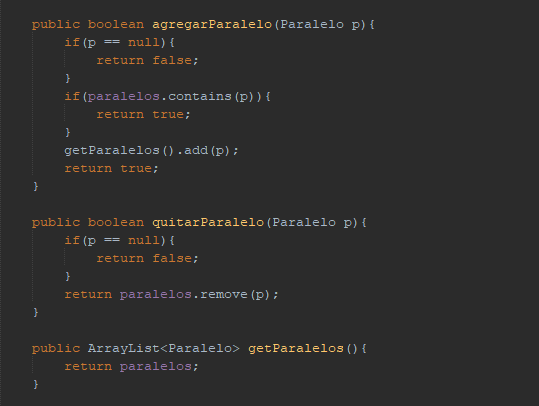 public boolean agregarParalelo(Paralelo p){
    if(p == null){
        return false;
    }
    if(paralelos.contains(p)){
        return true;
    }
    getParalelos().add(p);
    return true;
}

public boolean quitarParalelo(Paralelo p){
    if(p == null){
        return false;
    }
    return paralelos.remove(p);
}

public ArrayList<Paralelo> getParalelos(){
    return paralelos;
}